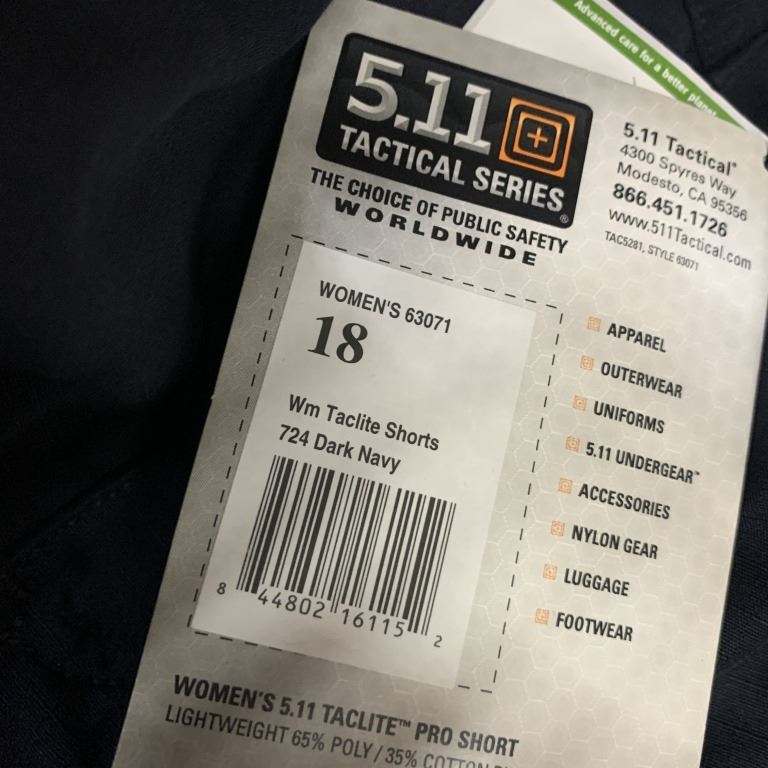 Advanced care for a better planet
5.11
TACTICAL SERIES®
THE CHOICE OF PUBLIC SAFETY
WORLDWIDE
5.11 Tactical®
4300 Spyres Way
Modesto, CA 95356
866.451.1726
www.511Tactical.com
TAC5281, STYLE 63071
WOMEN'S 63071
18
Wm Taclite Shorts
724 Dark Navy
8 44802 16115 2
APPAREL
OUTERWEAR
UNIFORMS
5.11 UNDERGEAR™
ACCESSORIES
NYLON GEAR
LUGGAGE
FOOTWEAR
WOMEN'S 5.11 TACLITE™ PRO SHORT
LIGHTWEIGHT 65% POLY / 35% COTTON